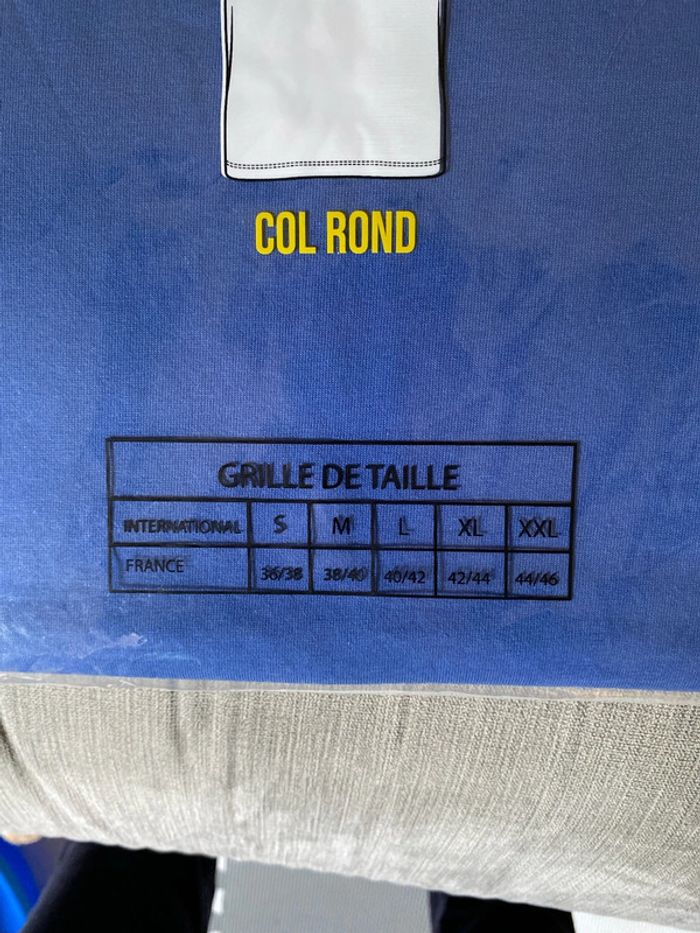 COL ROND
GRILLE DE TAILLE
INTERNATIONAL S M L XL XXL
FRANCE 36/38 38/40 40/42 42/44 44/46